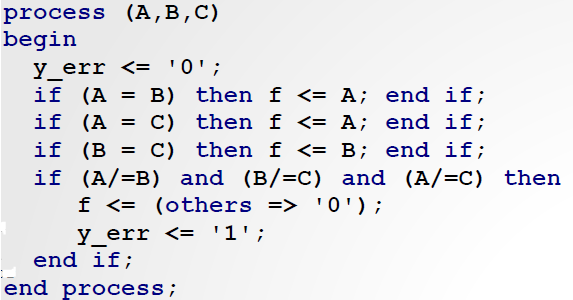 process (A,B,C)
begin
  y_err <= '0';
  if (A = B) then f <= A; end if;
  if (A = C) then f <= A; end if;
  if (B = C) then f <= B; end if;
  if (A/=B) and (B/=C) and (A/=C) then
     f <= (others => '0');
     y_err <= '1';
  end if;
end process;